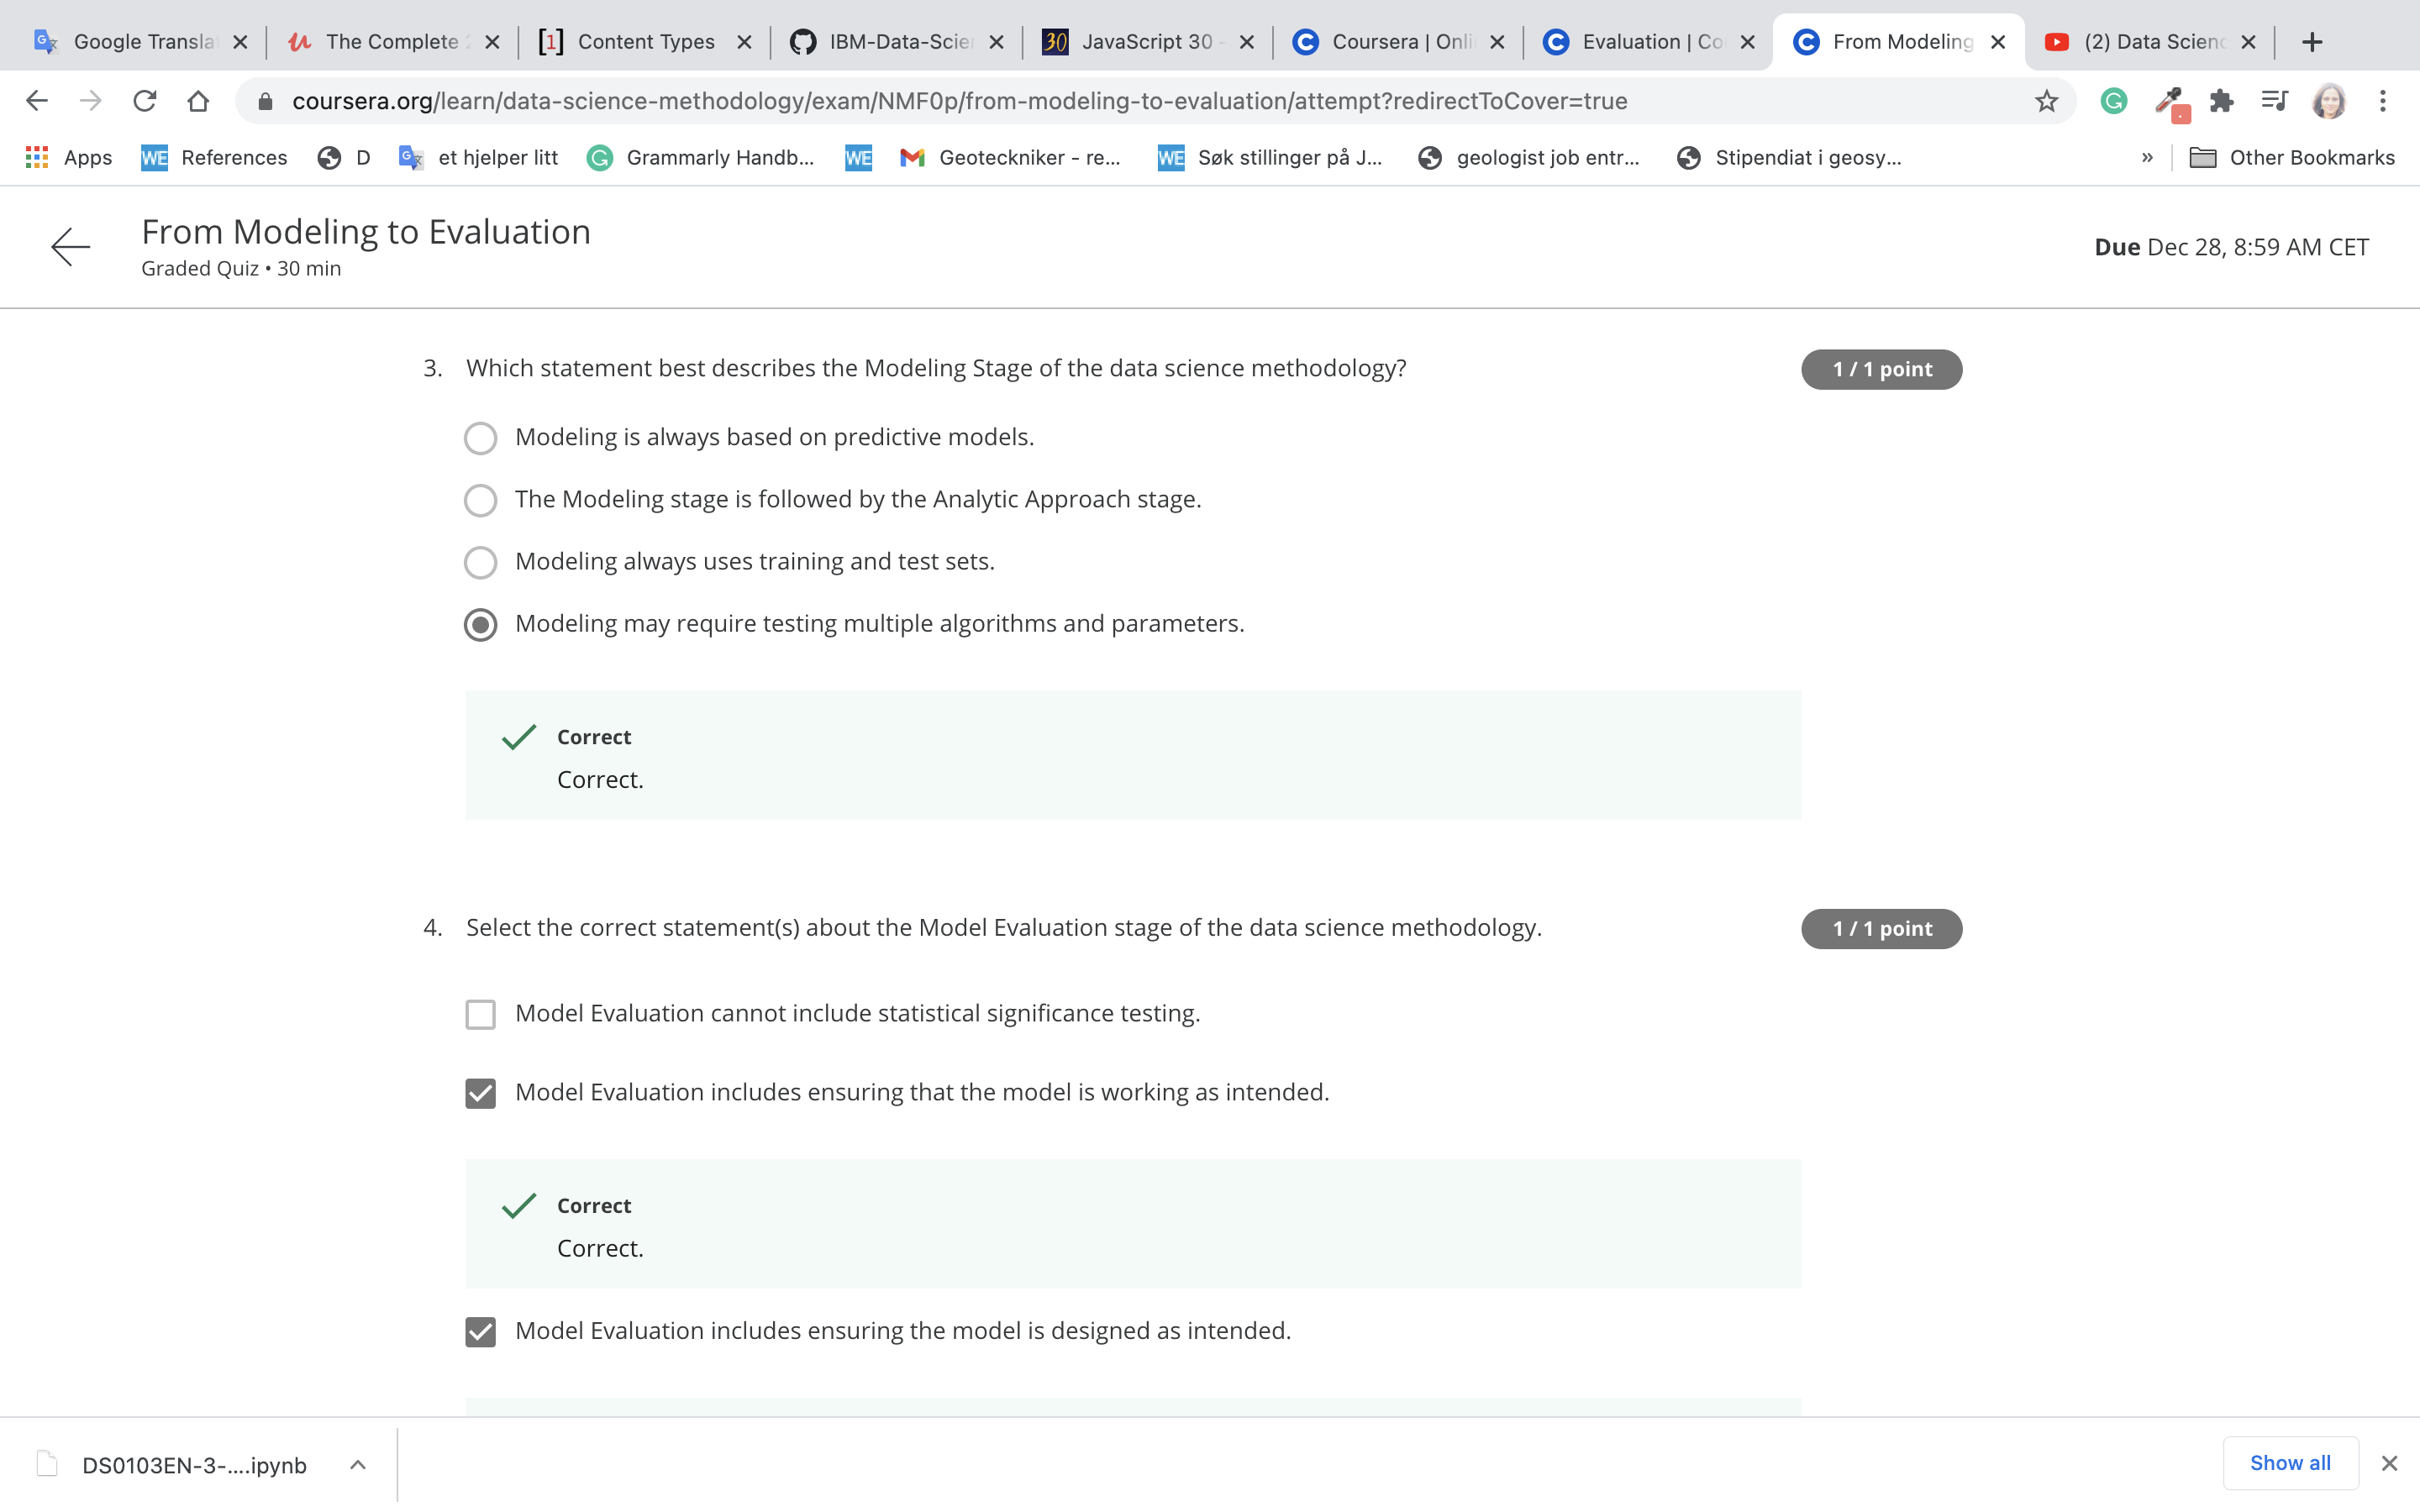 Google Transla
The Complete 2
[1] Content Types
IBM-Data-Scien
30 JavaScript 30 -
Coursera | Onli
Evaluation | Co
From Modeling
(2) Data Scienc
coursera.org/learn/data-science-methodology/exam/NMF0p/from-modeling-to-evaluation/attempt?redirectToCover=true
Apps
WE References
D
et hjelper litt
Grammarly Handb...
WE
Geoteckniker - re...
WE Søk stillinger på J...
geologist job entr...
Stipendiat i geosy...
»
Other Bookmarks
From Modeling to Evaluation
Graded Quiz • 30 min
Due Dec 28, 8:59 AM CET
3. Which statement best describes the Modeling Stage of the data science methodology?
1 / 1 point
Modeling is always based on predictive models.
The Modeling stage is followed by the Analytic Approach stage.
Modeling always uses training and test sets.
Modeling may require testing multiple algorithms and parameters.
Correct
Correct.
4. Select the correct statement(s) about the Model Evaluation stage of the data science methodology.
1 / 1 point
Model Evaluation cannot include statistical significance testing.
Model Evaluation includes ensuring that the model is working as intended.
Correct
Correct.
Model Evaluation includes ensuring the model is designed as intended.
DS0103EN-3-....ipynb
Show all